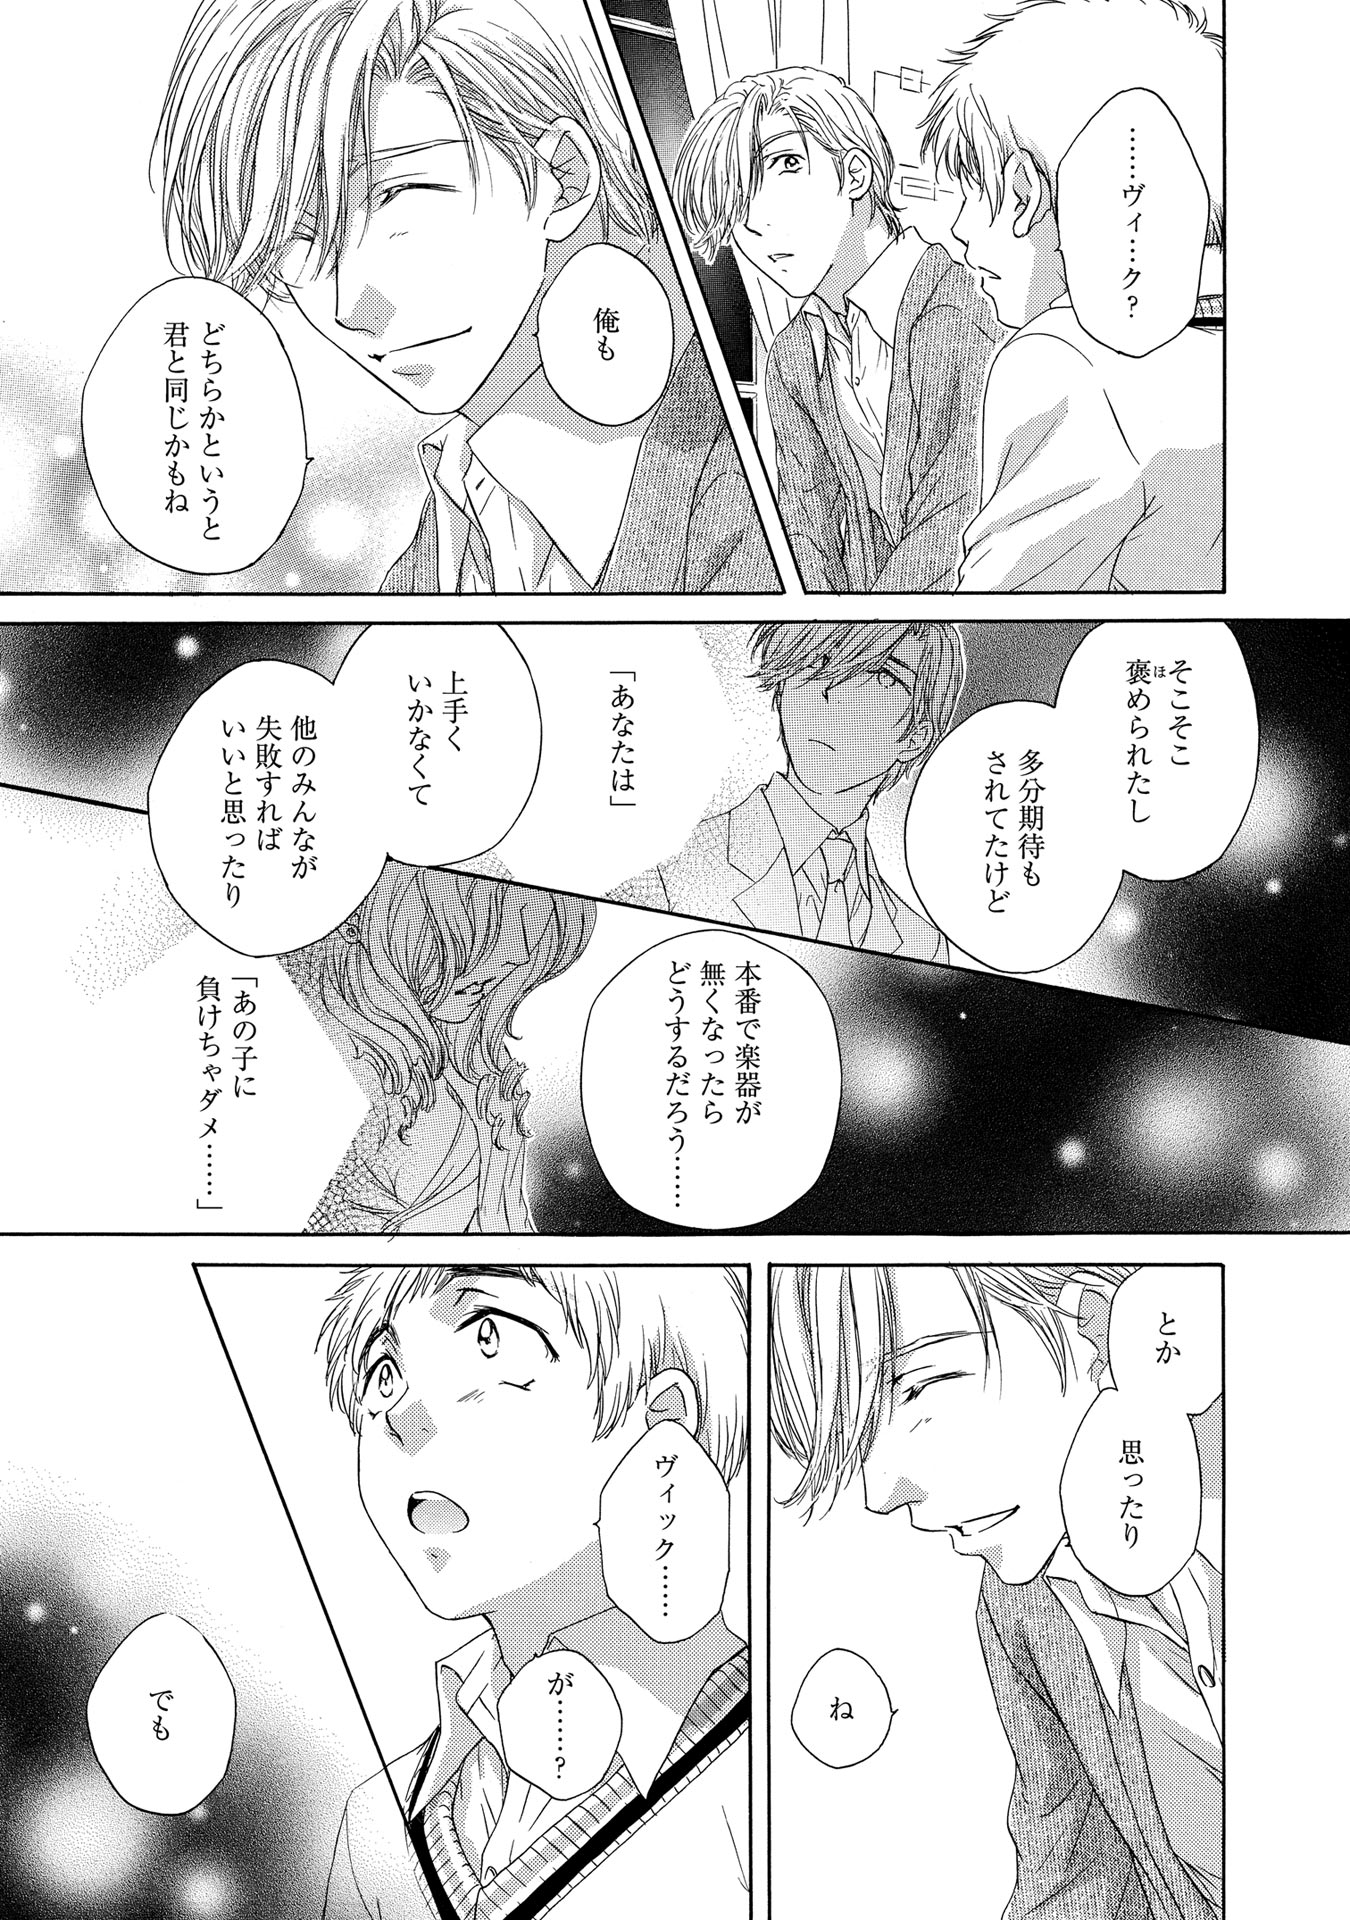 ……ヴィ…ク？
俺も
どちらかというと
君と同じかもね
そこそこ
褒められたし
ほ
多分期待も
されてたけど
「あなたは」
上手く
いかなくて
他のみんなが
失敗すれば
いいと思ったり
本番で楽器が
無くなったら
どうするだろう……
「あの子に
負けちゃダメ……」
とか
思ったり
ね
ヴィック……
が……？
でも